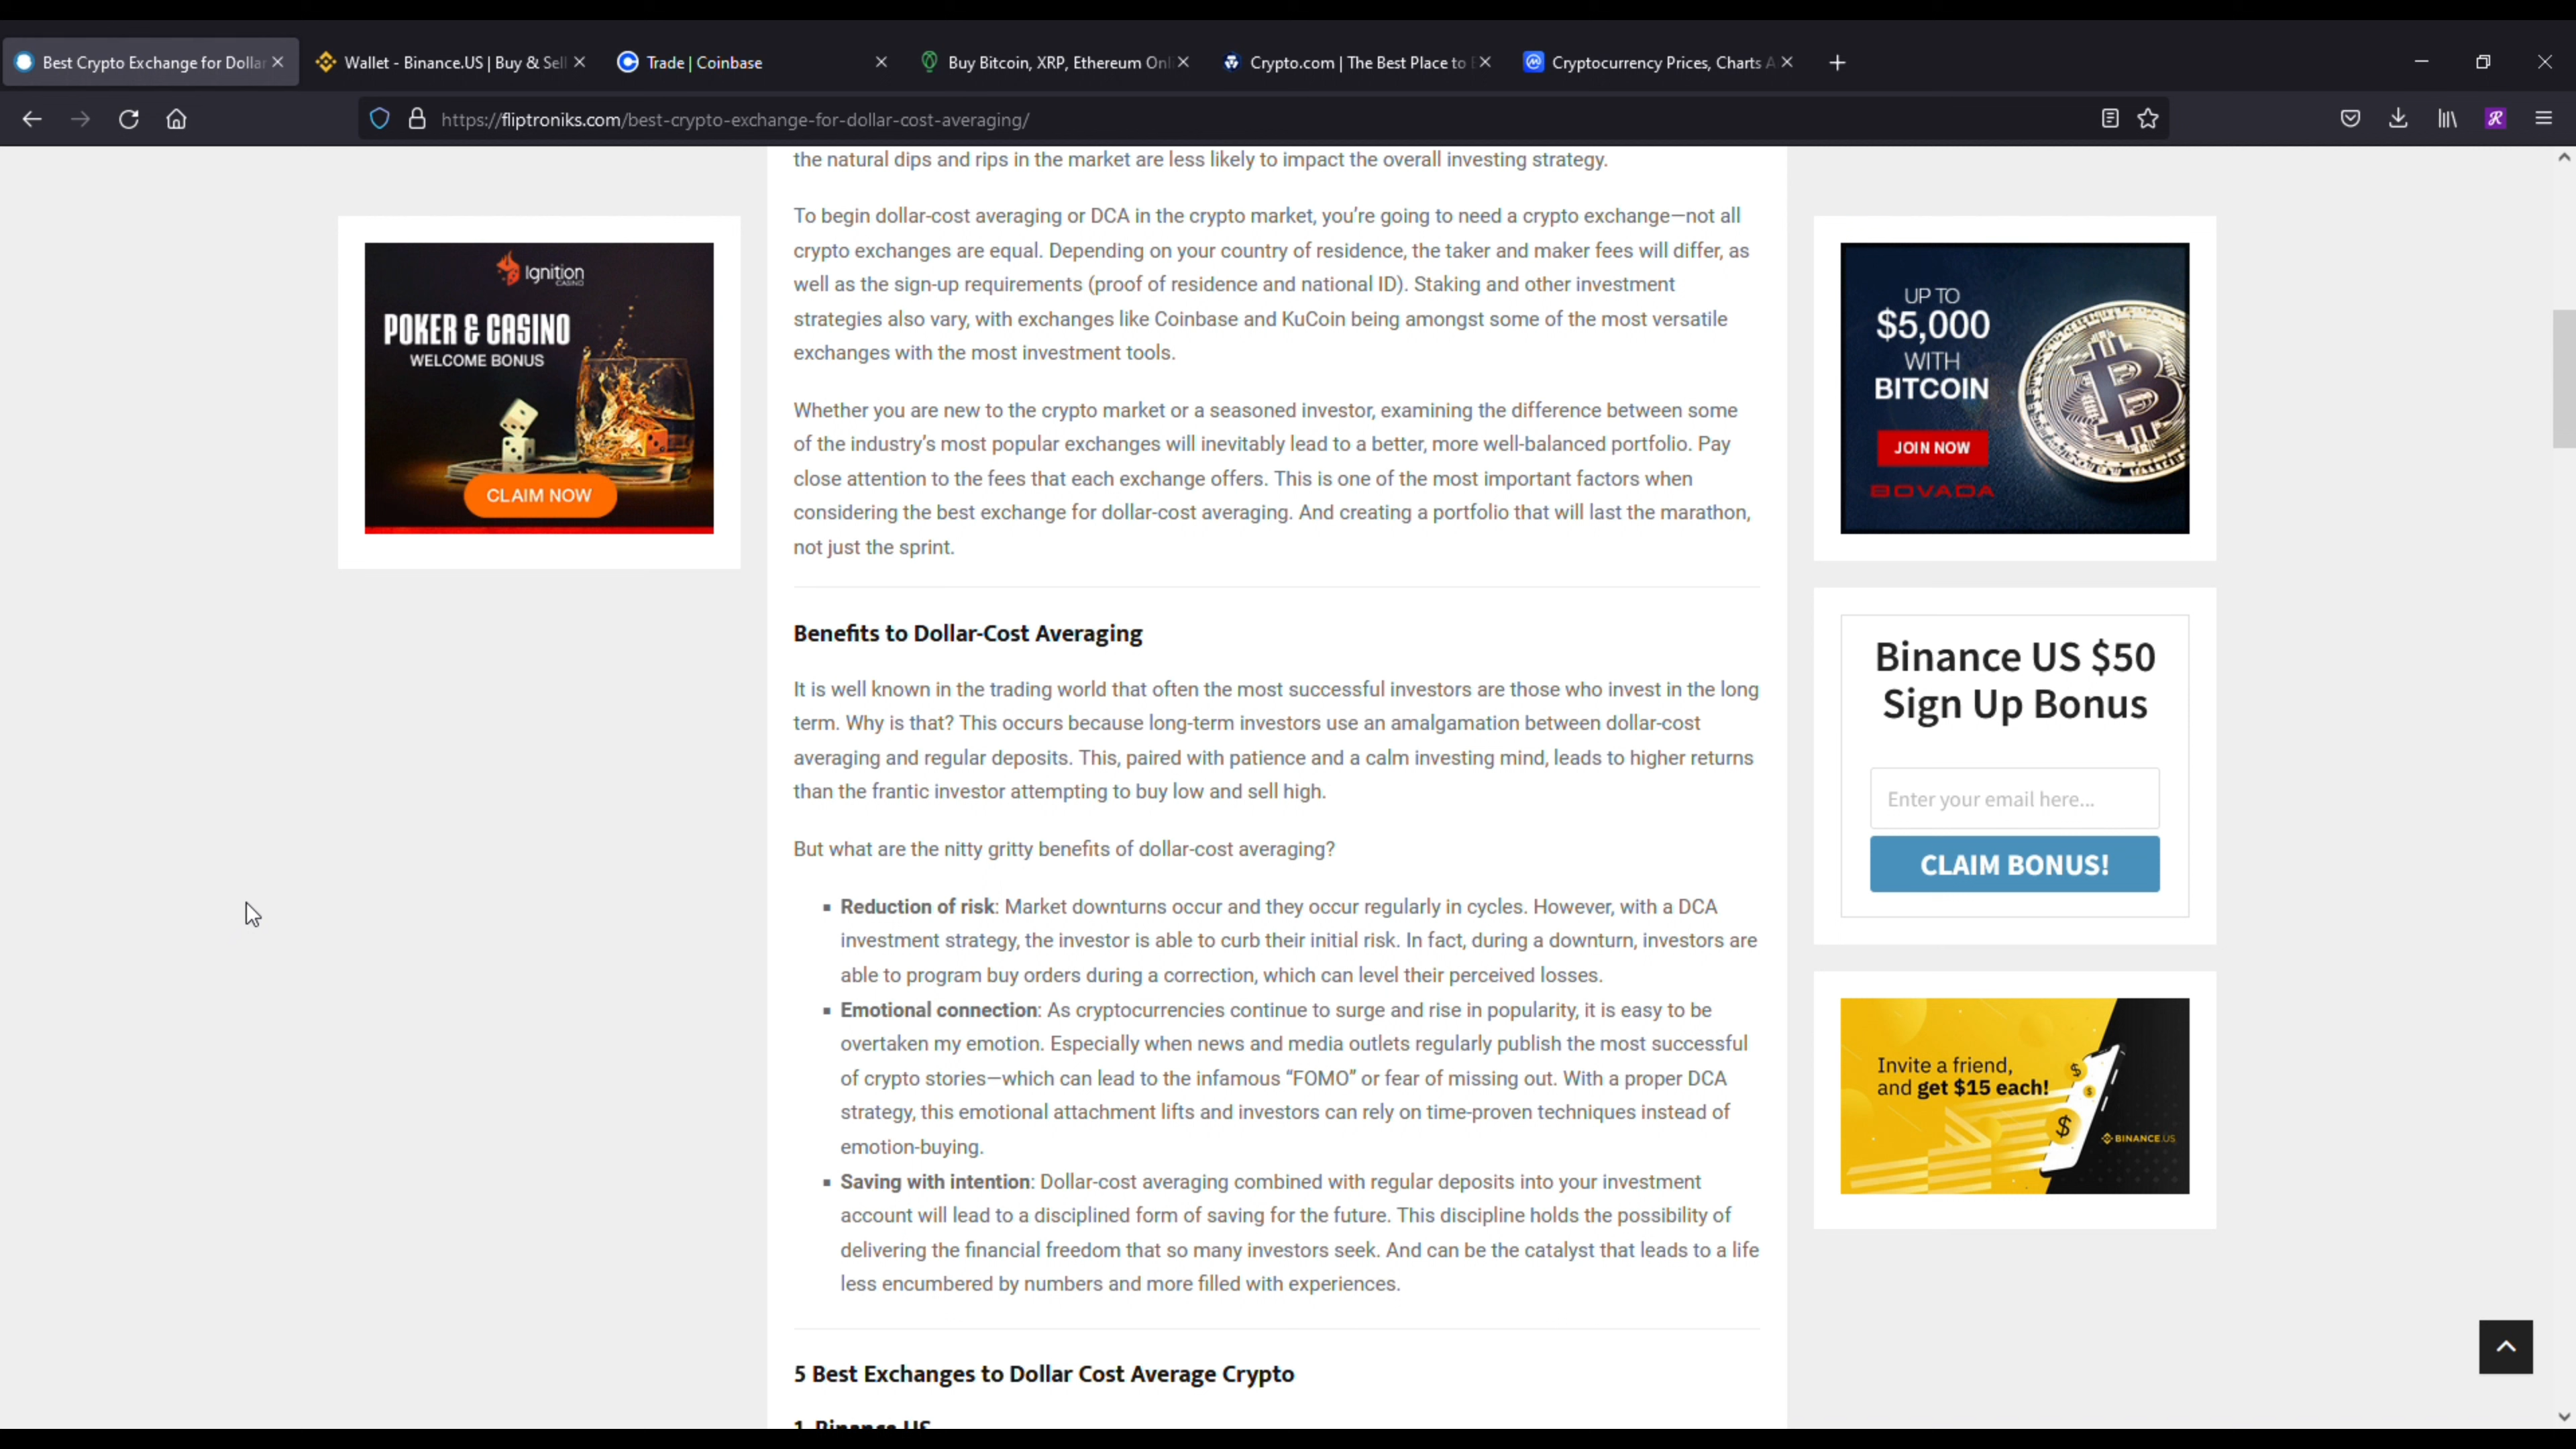 Best Crypto Exchange for Dollar
Wallet - Binance.US | Buy & Sell
Trade | Coinbase
Buy Bitcoin, XRP, Ethereum Onl
Crypto.com | The Best Place to
Cryptocurrency Prices, Charts A
https://fliptroniks.com/best-crypto-exchange-for-dollar-cost-averaging/
the natural dips and rips in the market are less likely to impact the overall investing strategy.
To begin dollar-cost averaging or DCA in the crypto market, you're going to need a crypto exchange—not all
crypto exchanges are equal. Depending on your country of residence, the taker and maker fees will differ, as
well as the sign-up requirements (proof of residence and national ID). Staking and other investment
strategies also vary, with exchanges like Coinbase and KuCoin being amongst some of the most versatile
exchanges with the most investment tools.
Whether you are new to the crypto market or a seasoned investor, examining the difference between some
of the industry's most popular exchanges will inevitably lead to a better, more well-balanced portfolio. Pay
close attention to the fees that each exchange offers. This is one of the most important factors when
considering the best exchange for dollar-cost averaging. And creating a portfolio that will last the marathon,
not just the sprint.
Benefits to Dollar-Cost Averaging
It is well known in the trading world that often the most successful investors are those who invest in the long
term. Why is that? This occurs because long-term investors use an amalgamation between dollar-cost
averaging and regular deposits. This, paired with patience and a calm investing mind, leads to higher returns
than the frantic investor attempting to buy low and sell high.
But what are the nitty gritty benefits of dollar-cost averaging?
Reduction of risk: Market downturns occur and they occur regularly in cycles. However, with a DCA
investment strategy, the investor is able to curb their initial risk. In fact, during a downturn, investors are
able to program buy orders during a correction, which can level their perceived losses.
Emotional connection: As cryptocurrencies continue to surge and rise in popularity, it is easy to be
overtaken my emotion. Especially when news and media outlets regularly publish the most successful
of crypto stories—which can lead to the infamous “FOMO” or fear of missing out. With a proper DCA
strategy, this emotional attachment lifts and investors can rely on time-proven techniques instead of
emotion-buying.
Saving with intention: Dollar-cost averaging combined with regular deposits into your investment
account will lead to a disciplined form of saving for the future. This discipline holds the possibility of
delivering the financial freedom that so many investors seek. And can be the catalyst that leads to a life
less encumbered by numbers and more filled with experiences.
5 Best Exchanges to Dollar Cost Average Crypto
1. Binance US
Ignition
CASINO
POKER & CASINO
WELCOME BONUS
CLAIM NOW
UP TO
$5,000
WITH
BITCOIN
JOIN NOW
BOVADA
Binance US $50
Sign Up Bonus
Enter your email here...
CLAIM BONUS!
Invite a friend,
and get $15 each!
BINANCE.US